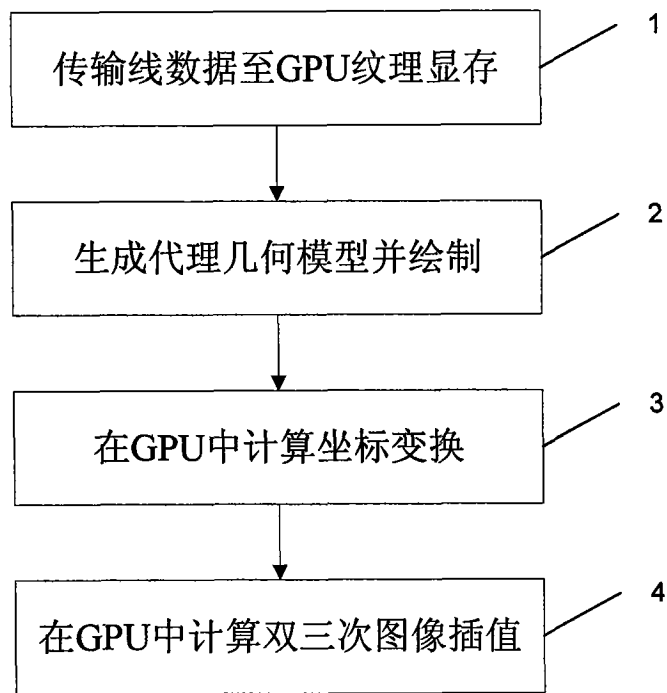 传输线数据至GPU纹理显存
1
生成代理几何模型并绘制
2
在GPU中计算坐标变换
3
在GPU中计算双三次图像插值
4